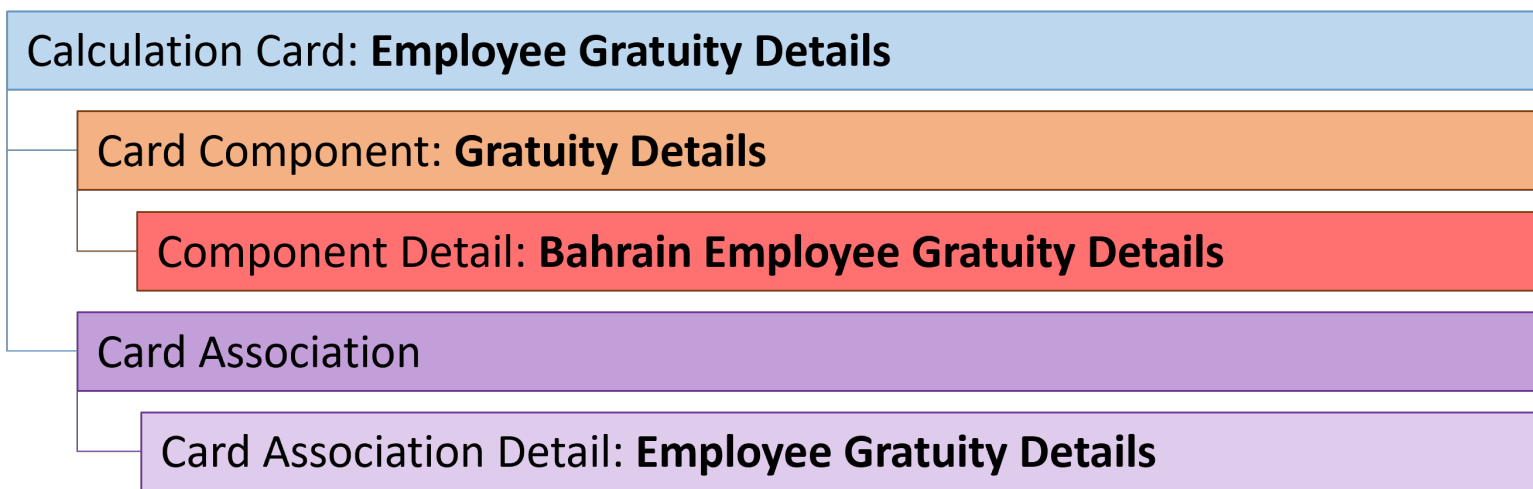 Calculation Card: Employee Gratuity Details
Card Component: Gratuity Details
Component Detail: Bahrain Employee Gratuity Details
Card Association
Card Association Detail: Employee Gratuity Details